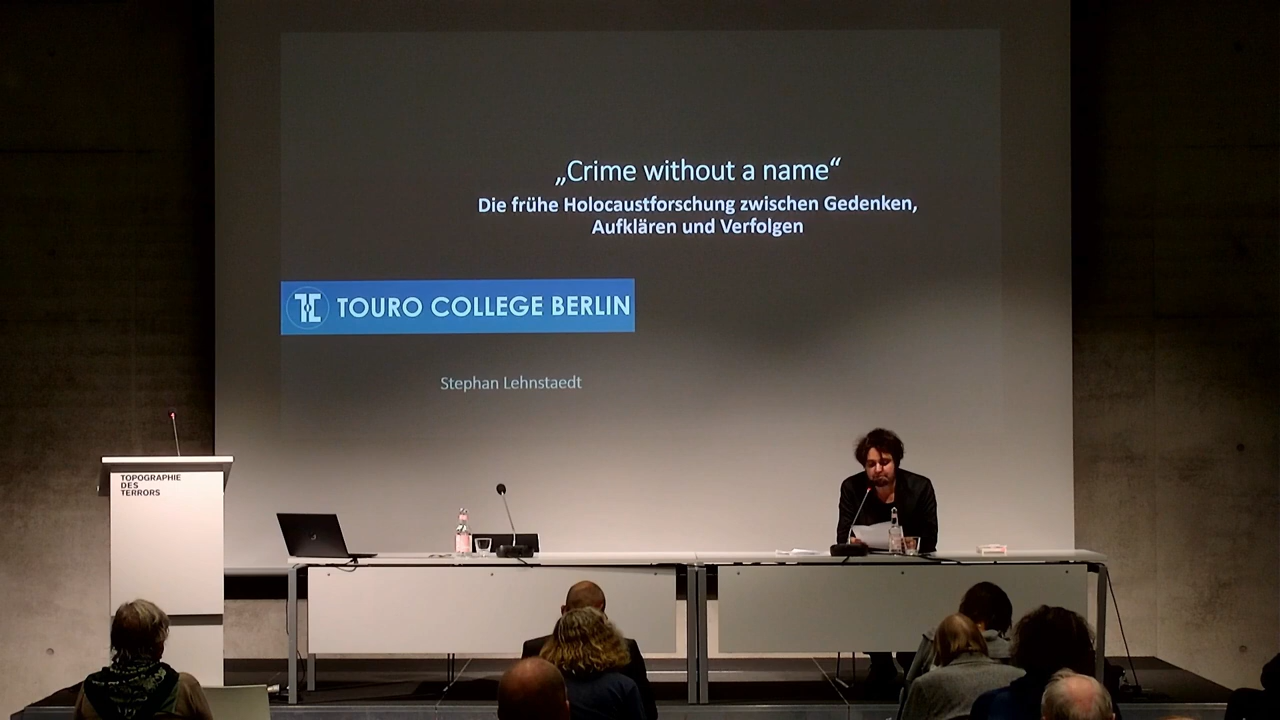 „Crime without a name“
Die frühe Holocaustforschung zwischen Gedenken,
Aufklären und Verfolgen
TC TOURO COLLEGE BERLIN
Stephan Lehnstaedt
TOPOGRAPHIE
DES
TERRORS